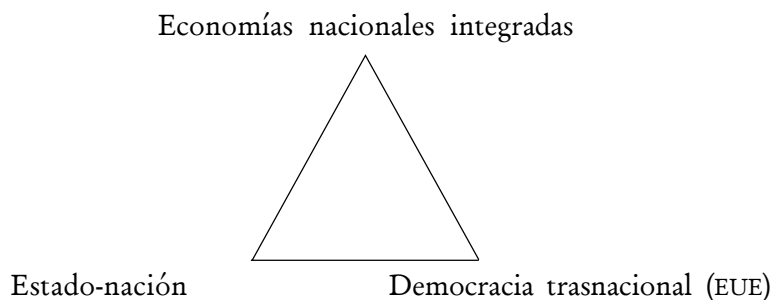 Economías nacionales integradas
Estado-nación
Democracia trasnacional (EUE)